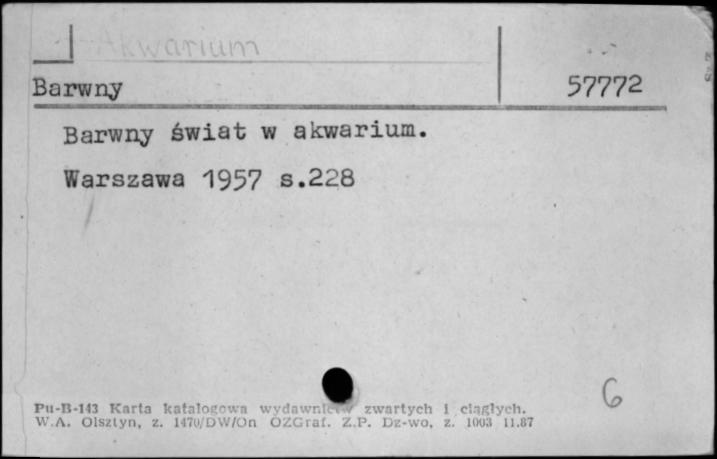 Akwarium
Barwny 57772
Barwny świat w akwarium.
Warszawa 1957 s.228
6
Pu-B-143 Karta katalogowa wydawnictw zwartych i ciągłych.
W.A. Olsztyn, z. 1470/DW/On OZGraf. Z.P. Dz-wo, z. 1003 11.87